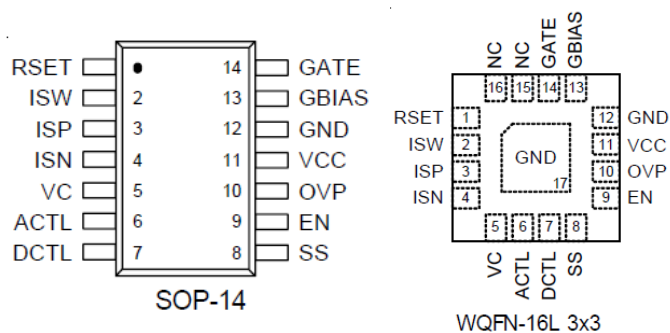 RSET 14 GATE
ISW 2 13 GBIAS
ISP 3 12 GND
ISN 4 11 VCC
VC 5 10 OVP
ACTL 6 9 EN
DCTL 7 8 SS
SOP-14
NC NC GATE GBIAS
16 15 14 13
RSET 1 12 GND
ISW 2 11 VCC
ISP 3 10 OVP
ISN 4 9 EN
GND
17
5 6 7 8
VC ACTL DCTL SS
WQFN-16L 3x3